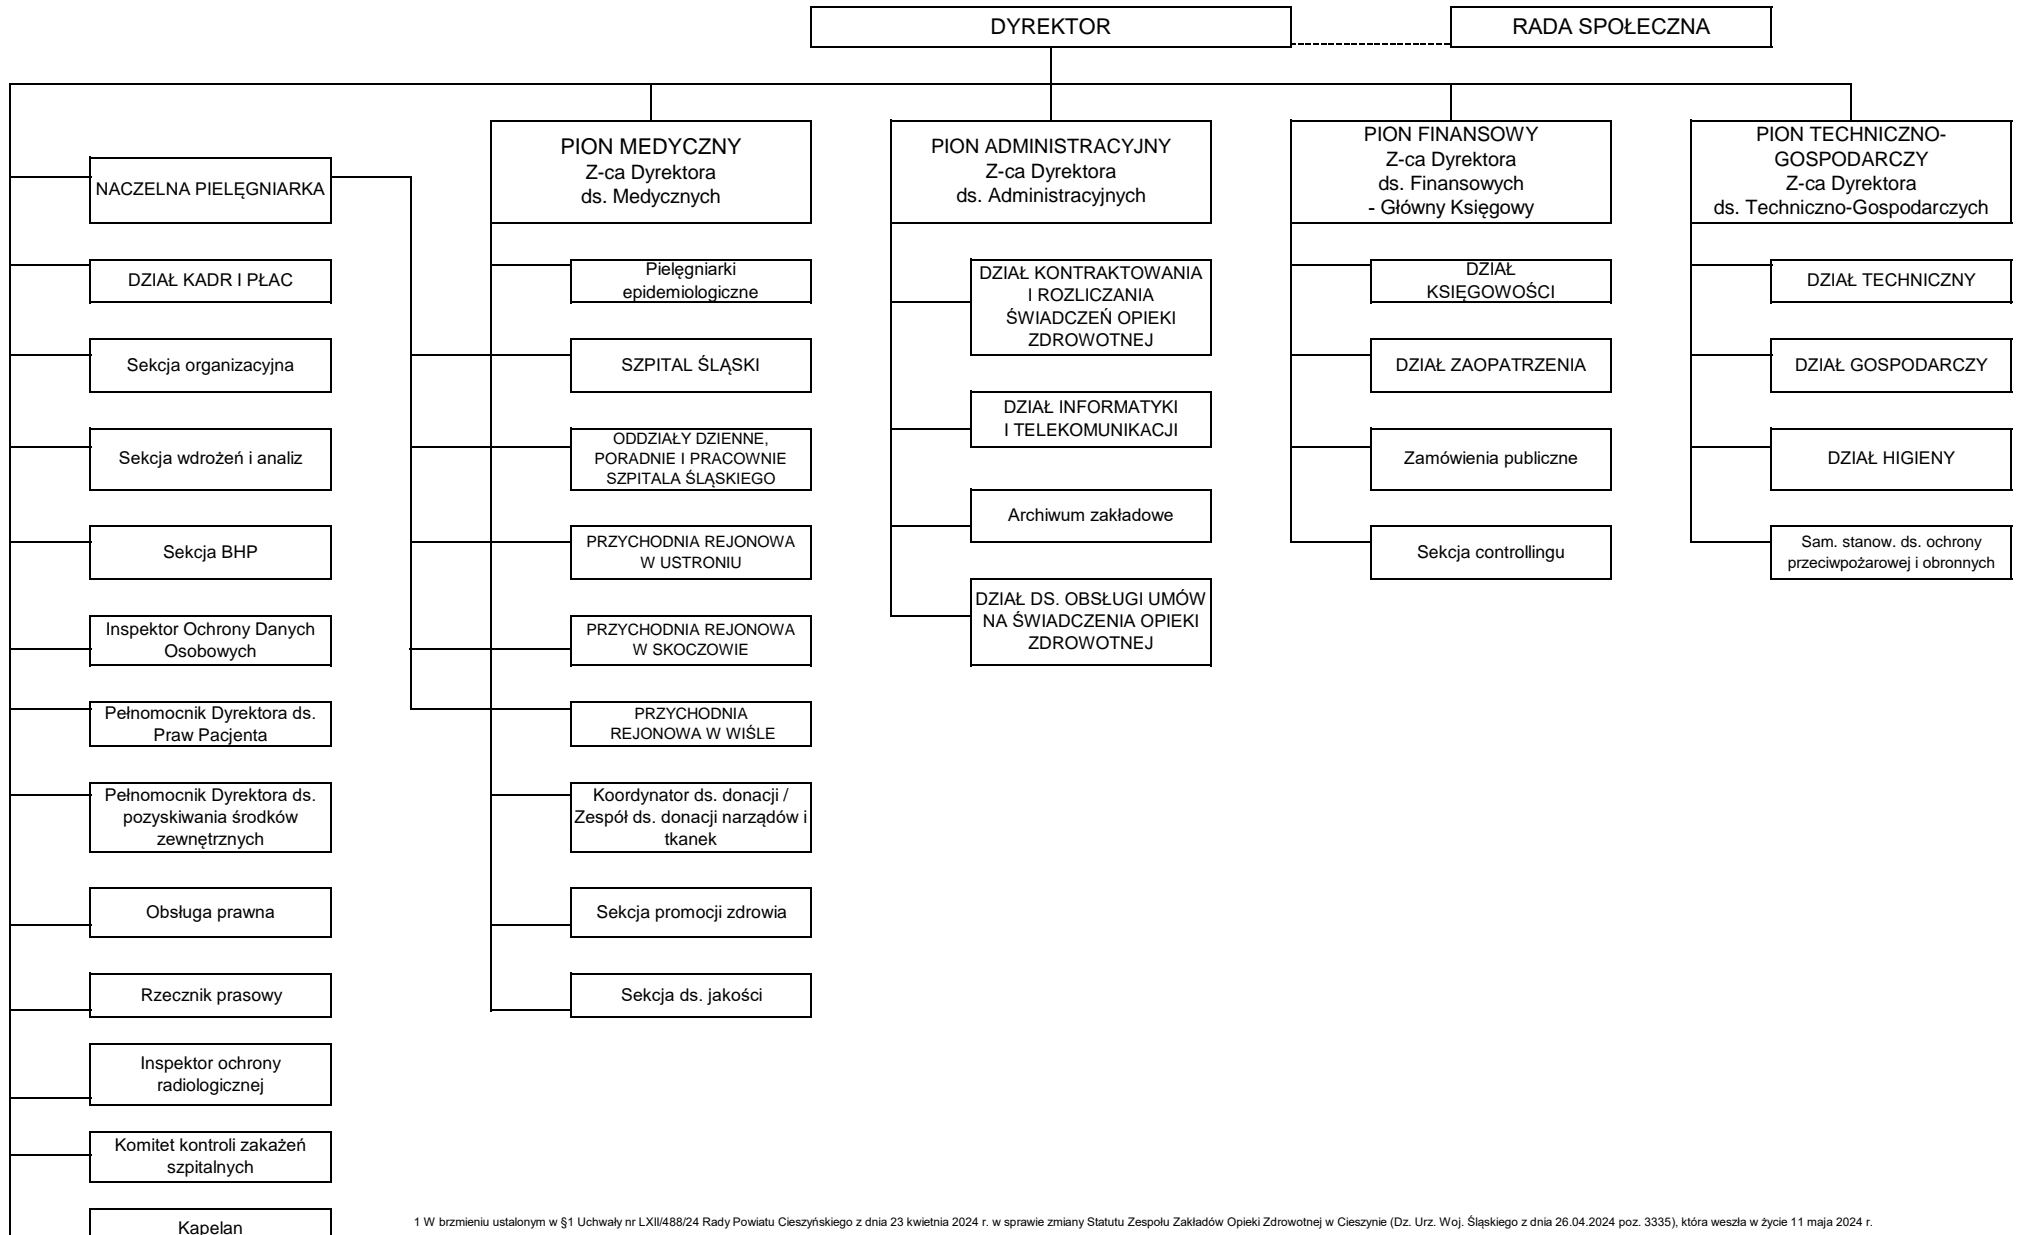 DYREKTOR
RADA SPOŁECZNA
NACZELNA PIELĘGNIARKA
DZIAŁ KADR I PŁAC
Sekcja organizacyjna
Sekcja wdrożeń i analiz
Sekcja BHP
Inspektor Ochrony Danych
Osobowych
Pełnomocnik Dyrektora ds.
Praw Pacjenta
Pełnomocnik Dyrektora ds.
pozyskiwania środków
zewnętrznych
Obsługa prawna
Rzecznik prasowy
Inspektor ochrony
radiologicznej
Komitet kontroli zakażeń
szpitalnych
Kapelan
PION MEDYCZNY
Z-ca Dyrektora
ds. Medycznych
Pielęgniarki
epidemiologiczne
SZPITAL ŚLĄSKI
ODDZIAŁY DZIENNE,
PORADNIE I PRACOWNIE
SZPITALA ŚLĄSKIEGO
PRZYCHODNIA REJONOWA
W USTRONIU
PRZYCHODNIA REJONOWA
W SKOCZOWIE
PRZYCHODNIA
REJONOWA W WIŚLE
Koordynator ds. donacji /
Zespół ds. donacji narządów i
tkanek
Sekcja promocji zdrowia
Sekcja ds. jakości
PION ADMINISTRACYJNY
Z-ca Dyrektora
ds. Administracyjnych
DZIAŁ KONTRAKTOWANIA
I ROZLICZANIA
ŚWIADCZEŃ OPIEKI
ZDROWOTNEJ
DZIAŁ INFORMATYKI
I TELEKOMUNIKACJI
Archiwum zakładowe
DZIAŁ DS. OBSŁUGI UMÓW
NA ŚWIADCZENIA OPIEKI
ZDROWOTNEJ
PION FINANSOWY
Z-ca Dyrektora
ds. Finansowych
- Główny Księgowy
DZIAŁ
KSIĘGOWOŚCI
DZIAŁ ZAOPATRZENIA
Zamówienia publiczne
Sekcja controllingu
PION TECHNICZNO-
GOSPODARCZY
Z-ca Dyrektora
ds. Techniczno-Gospodarczych
DZIAŁ TECHNICZNY
DZIAŁ GOSPODARCZY
DZIAŁ HIGIENY
Sam. stanow. ds. ochrony
przeciwpożarowej i obronnych
1 W brzmieniu ustalonym w §1 Uchwały nr LXII/488/24 Rady Powiatu Cieszyńskiego z dnia 23 kwietnia 2024 r. w sprawie zmiany Statutu Zespołu Zakładów Opieki Zdrowotnej w Cieszynie (Dz. Urz. Woj. Śląskiego z dnia 26.04.2024 poz. 3335), która weszła w życie 11 maja 2024 r.